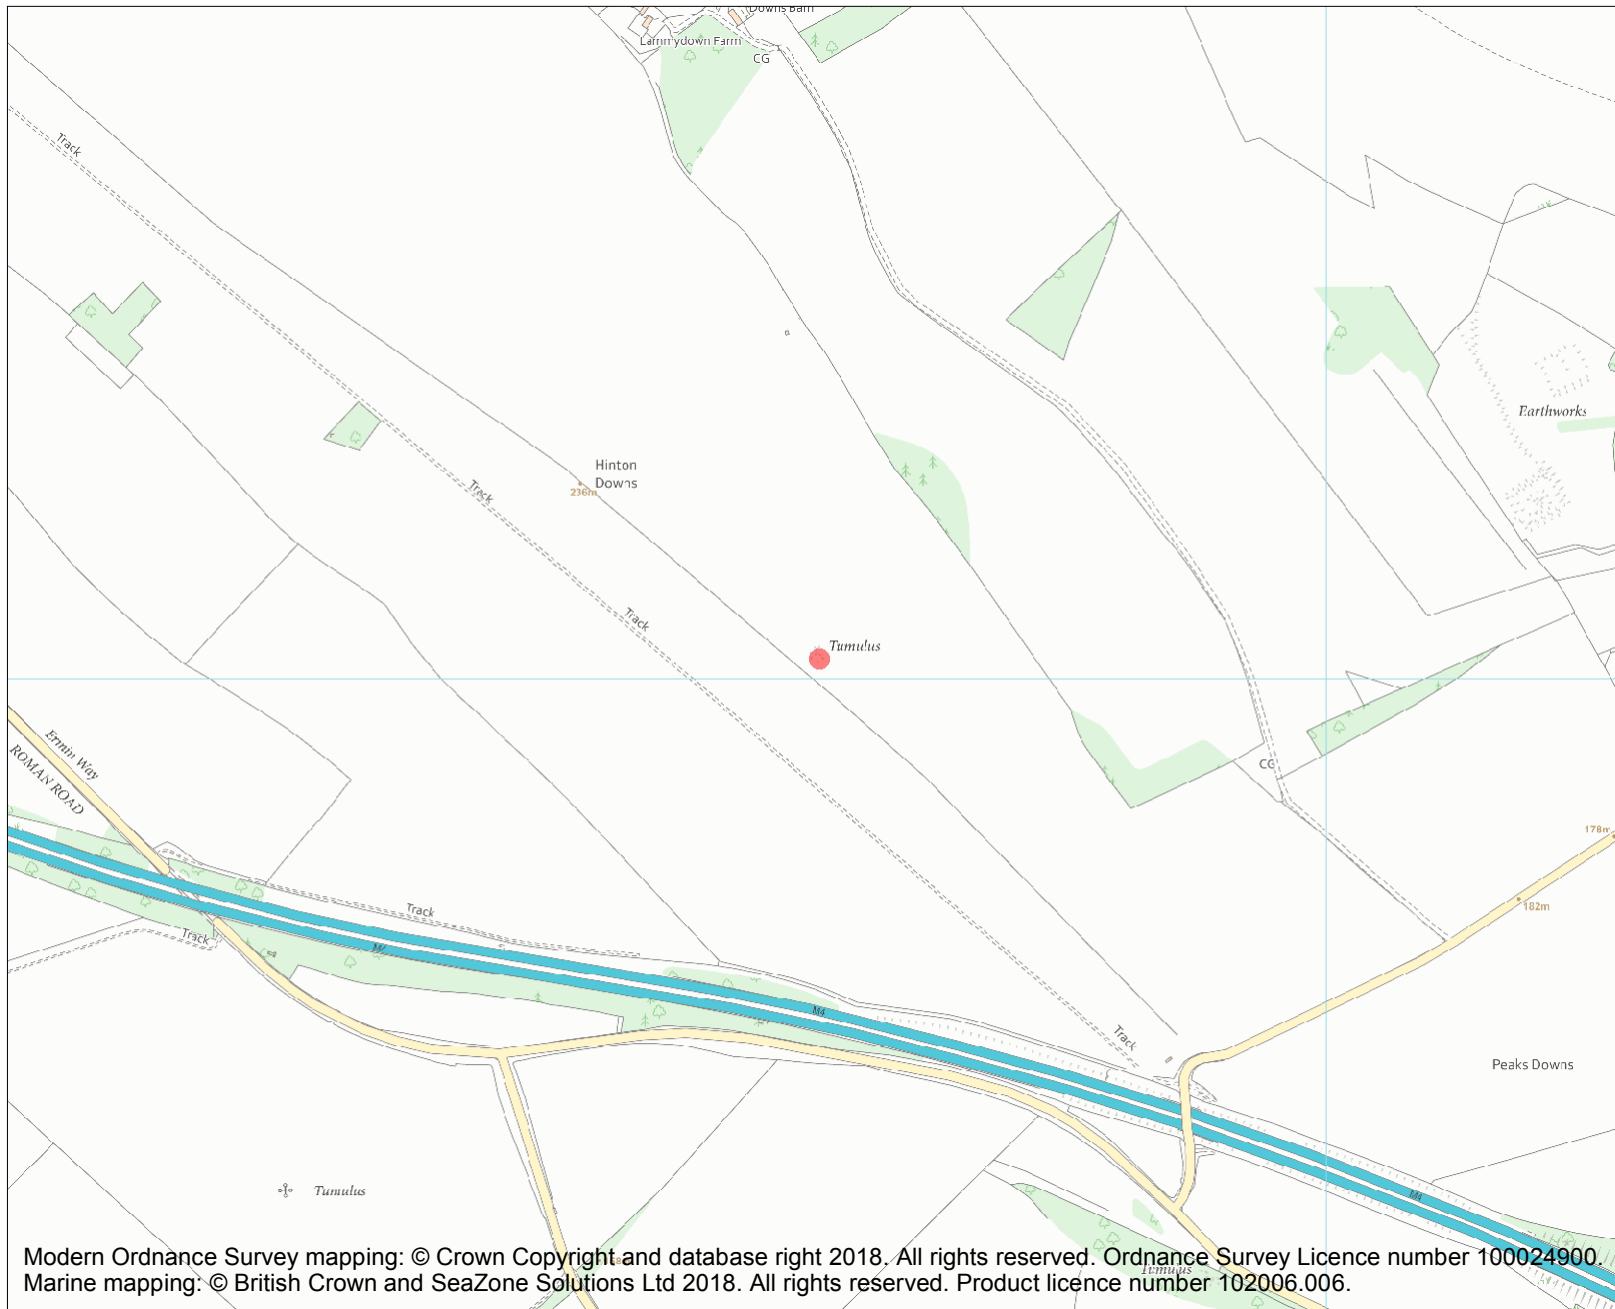 Downs Barn
Lammydown Farm
CG
Track
Earthworks
Hinton
Downs
236m
Track
Track
Tumulus
Ermin Way
ROMAN ROAD
CG
178m
182m
Track
Track
M4
M4
Track
Peaks Downs
Tumulus
M4
Tumulus
Modern Ordnance Survey mapping: © Crown Copyright and database right 2018. All rights reserved. Ordnance Survey Licence number 100024900.
Marine mapping: © British Crown and SeaZone Solutions Ltd 2018. All rights reserved. Product licence number 102006.006.